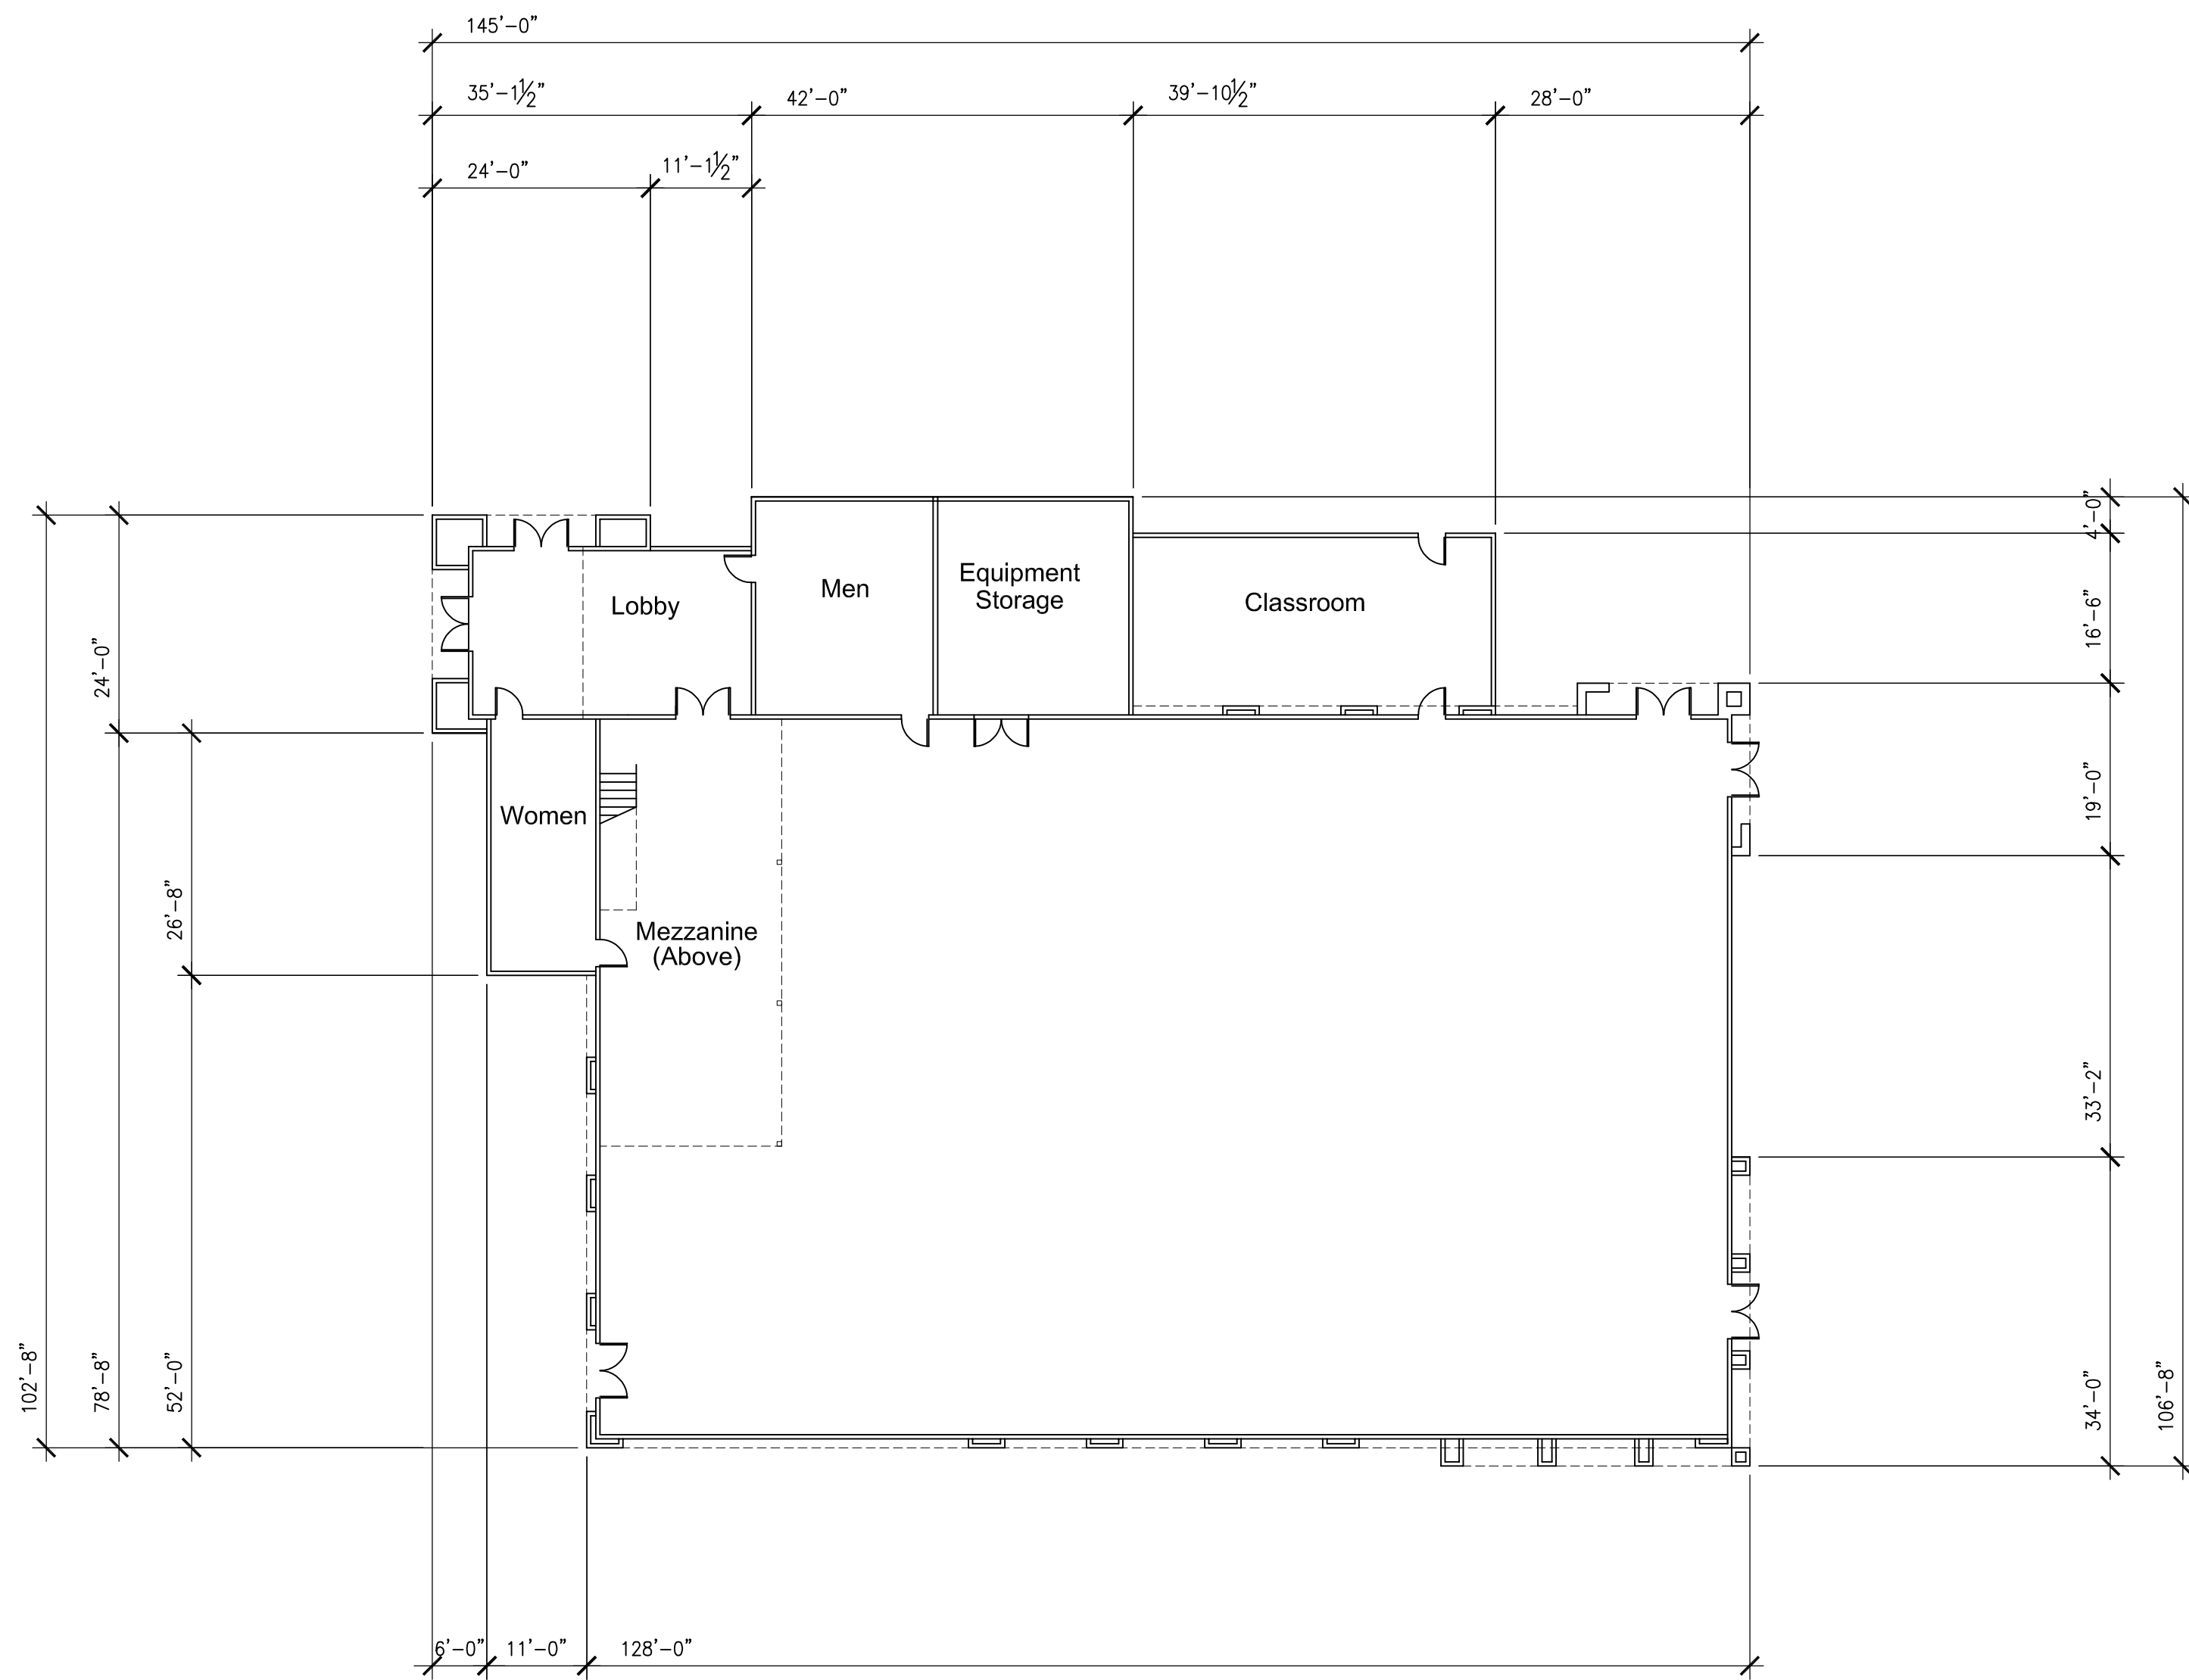 145'-0"
35'-1½"
42'-0"
39'-10½"
28'-0"
24'-0"
11'-1½"
4'-0"
Men
Equipment
Storage
Classroom
Lobby
16'-6"
24'-0"
Women
19'-0"
26'-8"
Mezzanine
(Above)
33'-2"
102'-8"
78'-8"
52'-0"
34'-0"
106'-8"
6'-0"
11'-0"
128'-0"